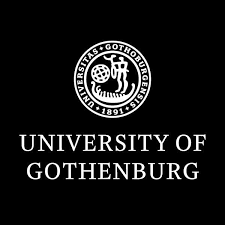 UNIVERSITAS · GOTHOBURGENSIS
· 1891 ·
UNIVERSITY OF
GOTHENBURG